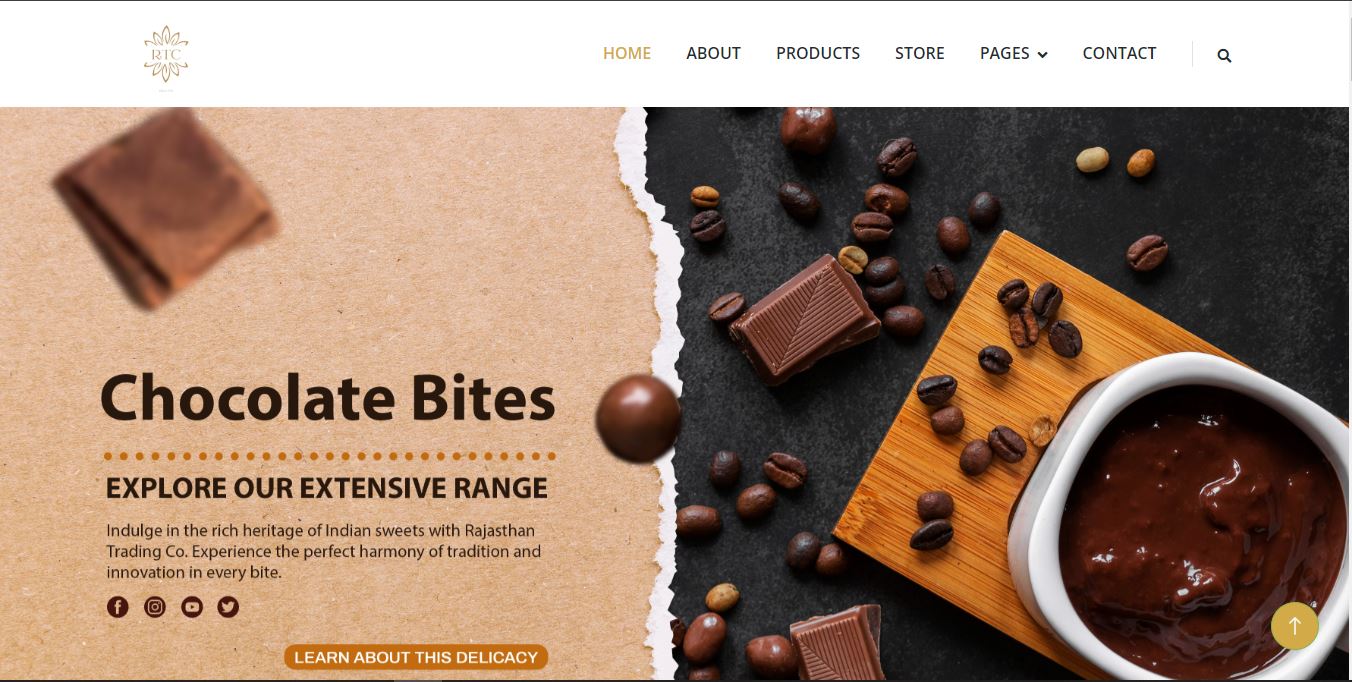 RTC
HOME ABOUT PRODUCTS STORE PAGES CONTACT
Chocolate Bites
EXPLORE OUR EXTENSIVE RANGE
Indulge in the rich heritage of Indian sweets with Rajasthan
Trading Co. Experience the perfect harmony of tradition and
innovation in every bite.
LEARN ABOUT THIS DELICACY